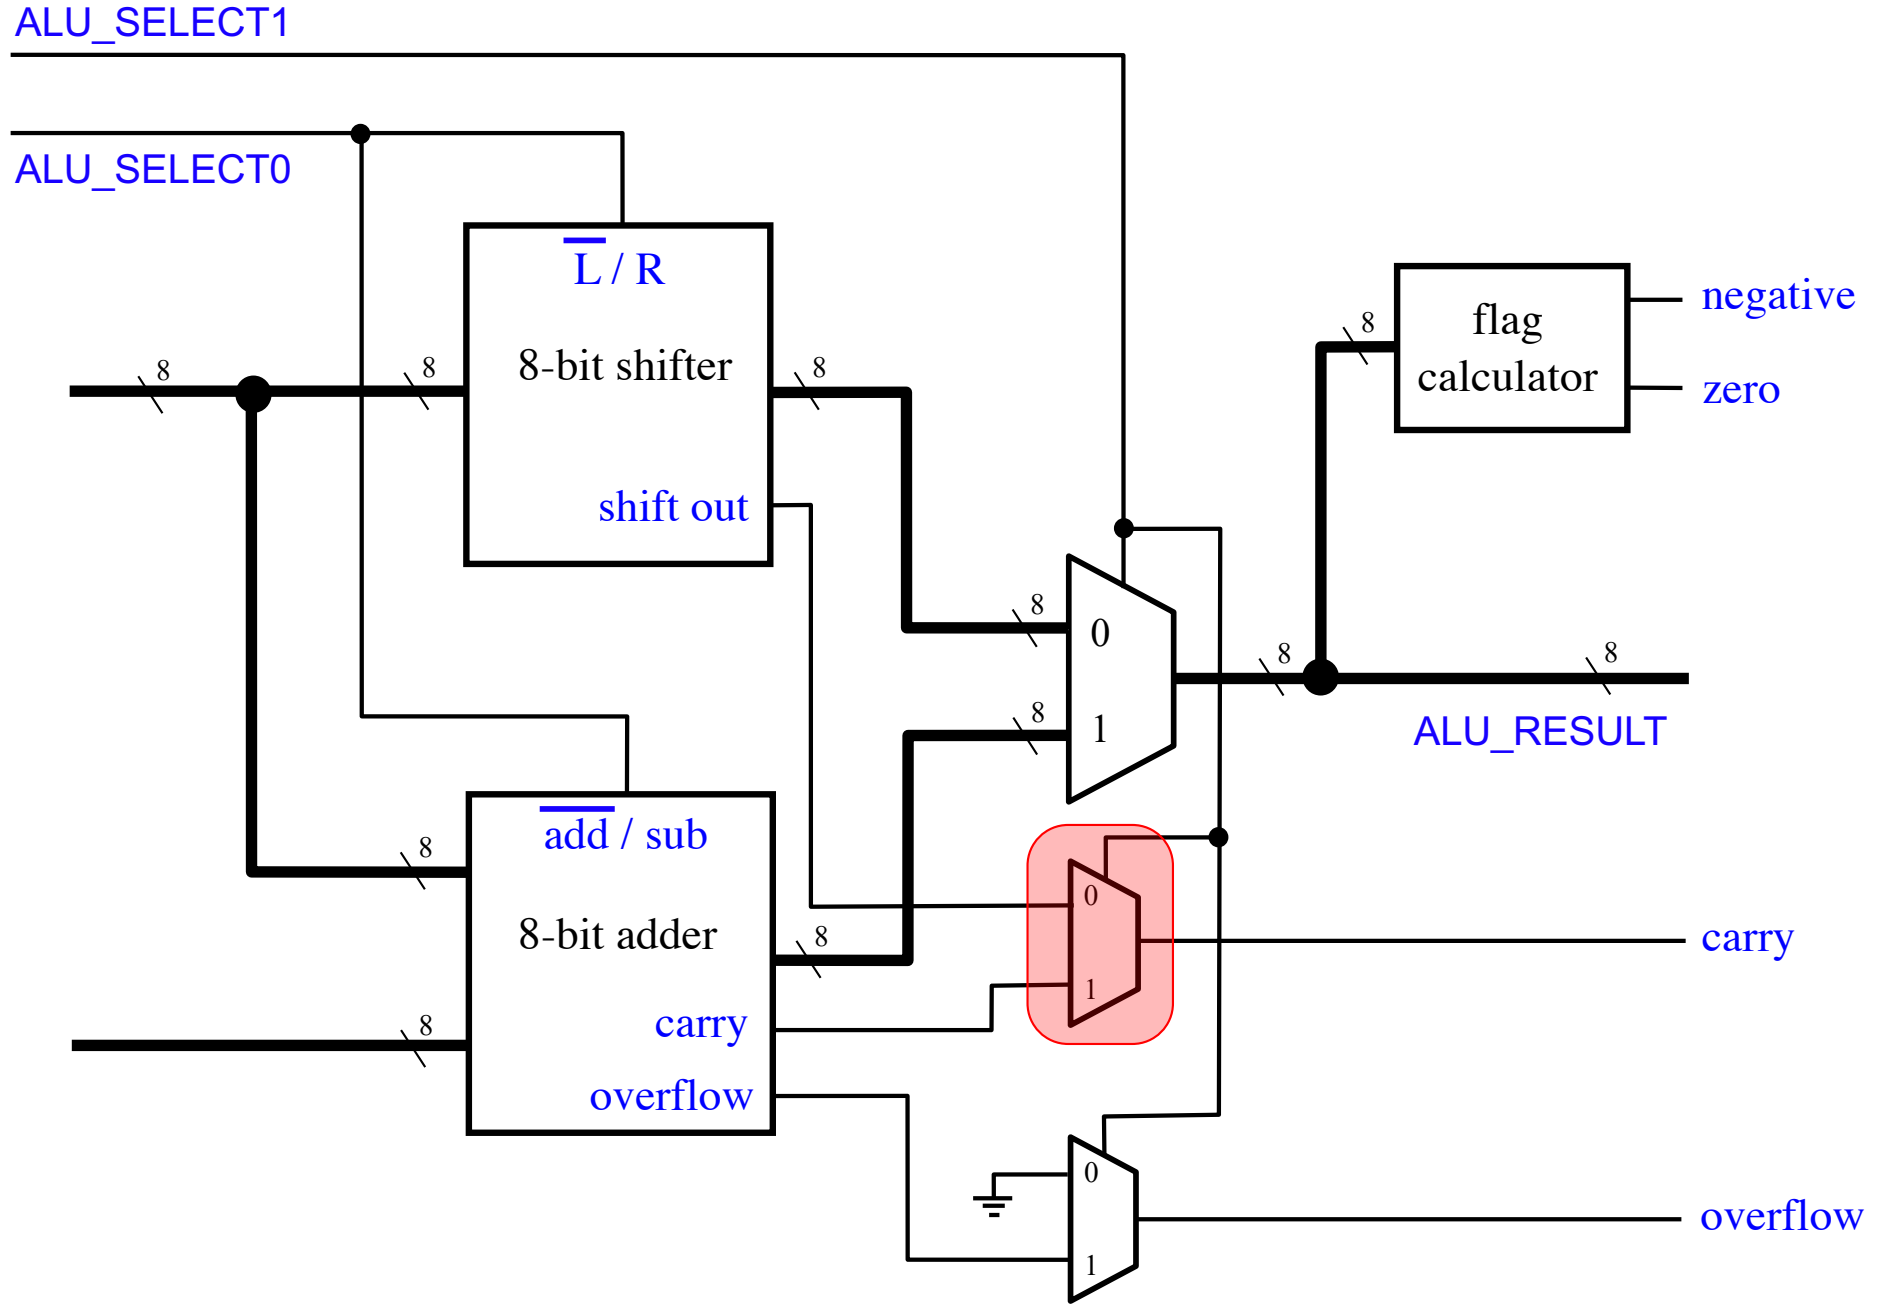 ALU_SELECT1
ALU_SELECT0
L / R
8-bit shifter
shift out
8
8
8
8
8
8
8
8
flag
calculator
negative
zero
0
1
ALU_RESULT
add / sub
8-bit adder
carry
overflow
8
8
8
0
1
carry
0
1
overflow